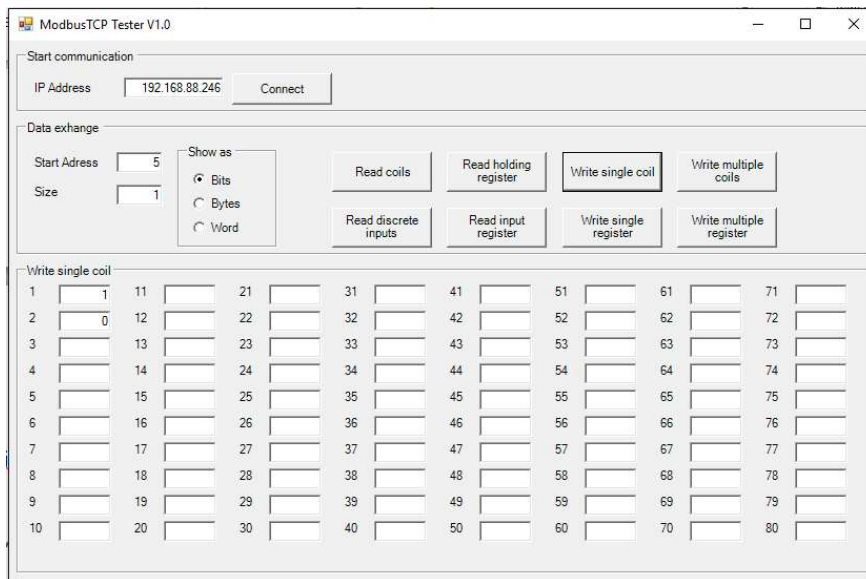 ModbusTCP Tester V1.0
Start communication
IP Address 192.168.88.246 Connect
Data exhange
Start Adress 5
Size 1
Show as
Bits
Bytes
Word
Read coils
Read holding
register
Write single coil
Write multiple
coils
Read discrete
inputs
Read input
register
Write single
register
Write multiple
register
Write single coil
1 1 11 21 31 41 51 61 71
2 0 12 22 32 42 52 62 72
3 13 23 33 43 53 63 73
4 14 24 34 44 54 64 74
5 15 25 35 45 55 65 75
6 16 26 36 46 56 66 76
7 17 27 37 47 57 67 77
8 18 28 38 48 58 68 78
9 19 29 39 49 59 69 79
10 20 30 40 50 60 70 80